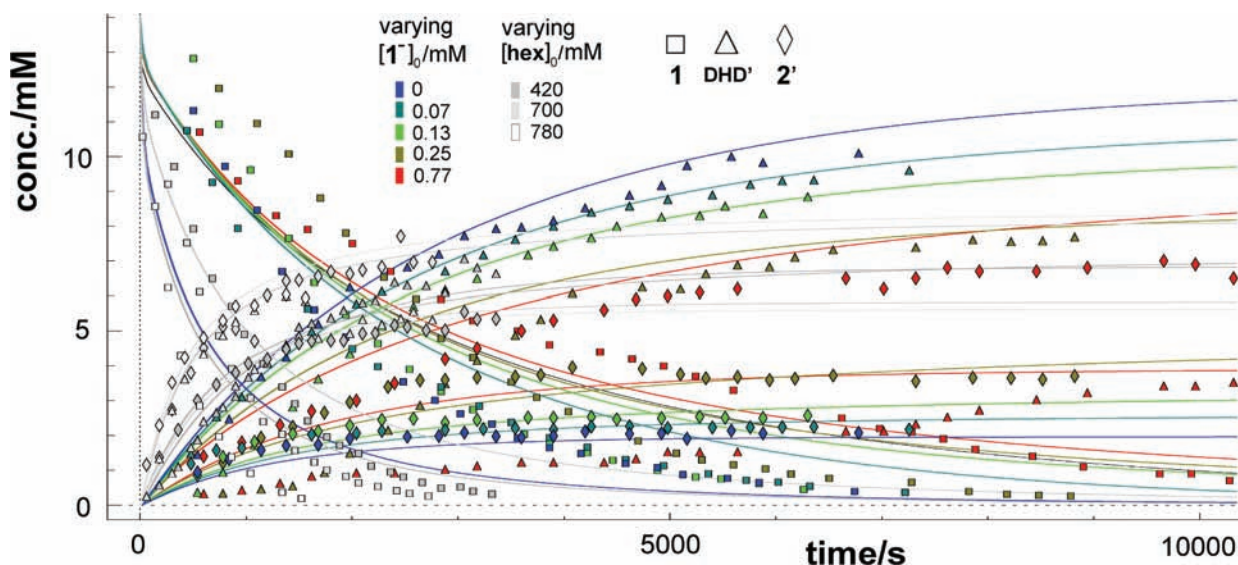 varying
[1⁻]₀/mM
0
0.07
0.13
0.25
0.77
varying
[hex]₀/mM
420
700
780
1 DHD' 2'
conc./mM
10
5
0
0 5000 10000
time/s